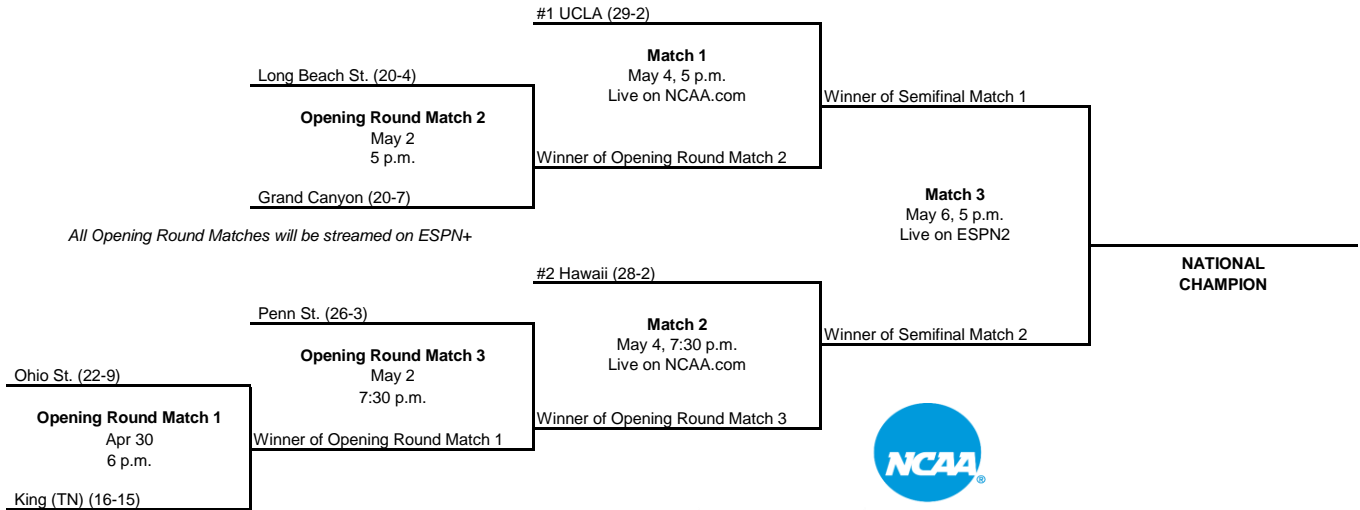 #1 UCLA (29-2)
Match 1
May 4, 5 p.m.
Live on NCAA.com
Long Beach St. (20-4)
Winner of Semifinal Match 1
Opening Round Match 2
May 2
5 p.m.
Winner of Opening Round Match 2
Grand Canyon (20-7)
Match 3
May 6, 5 p.m.
Live on ESPN2
All Opening Round Matches will be streamed on ESPN+
NATIONAL
CHAMPION
#2 Hawaii (28-2)
Penn St. (26-3)
Match 2
May 4, 7:30 p.m.
Live on NCAA.com
Winner of Semifinal Match 2
Opening Round Match 3
May 2
7:30 p.m.
Ohio St. (22-9)
Opening Round Match 1
Apr 30
6 p.m.
Winner of Opening Round Match 1
Winner of Opening Round Match 3
King (TN) (16-15)
NCAA®